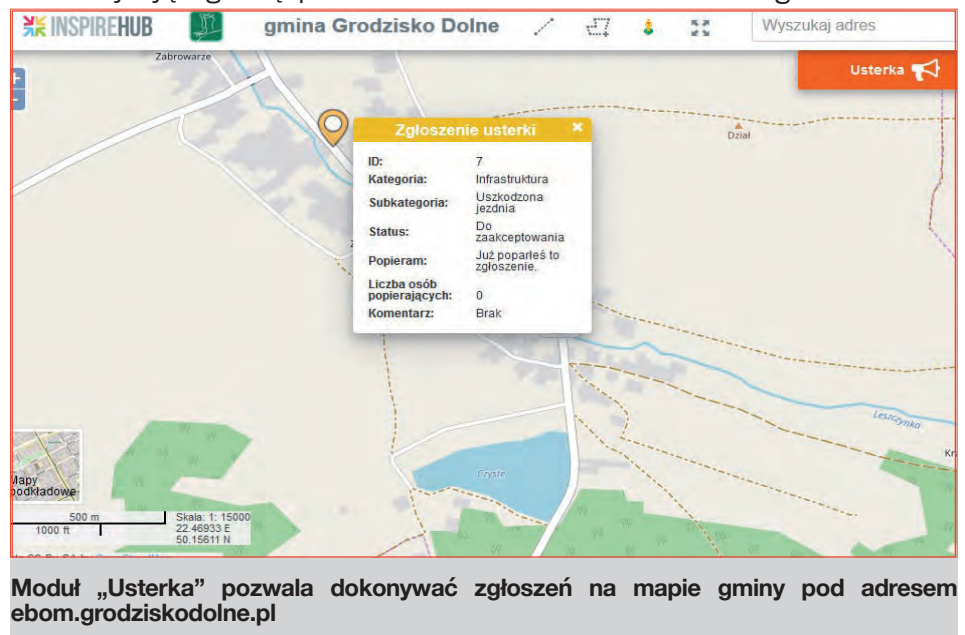 INSPIREHUB
gmina Grodzisko Dolne
Wyszukaj adres
Usterka
Zabrowarze
+
-
Zgłoszenie usterki ×
ID: 7
Kategoria: Infrastruktura
Subkategoria: Uszkodzona
jezdnia
Status: Do
zaakceptowania
Popieram: Już poparłeś to
zgłoszenie.
Liczba osób
popierających: 0
Komentarz: Brak
Dział
Leszczynka
Czyste
Mapy
podkładowe
500 m
1000 ft
Skala: 1: 15000
22.46933 E
50.15611 N
Moduł „Usterka” pozwala dokonywać zgłoszeń na mapie gminy pod adresem
ebom.grodziskodolne.pl